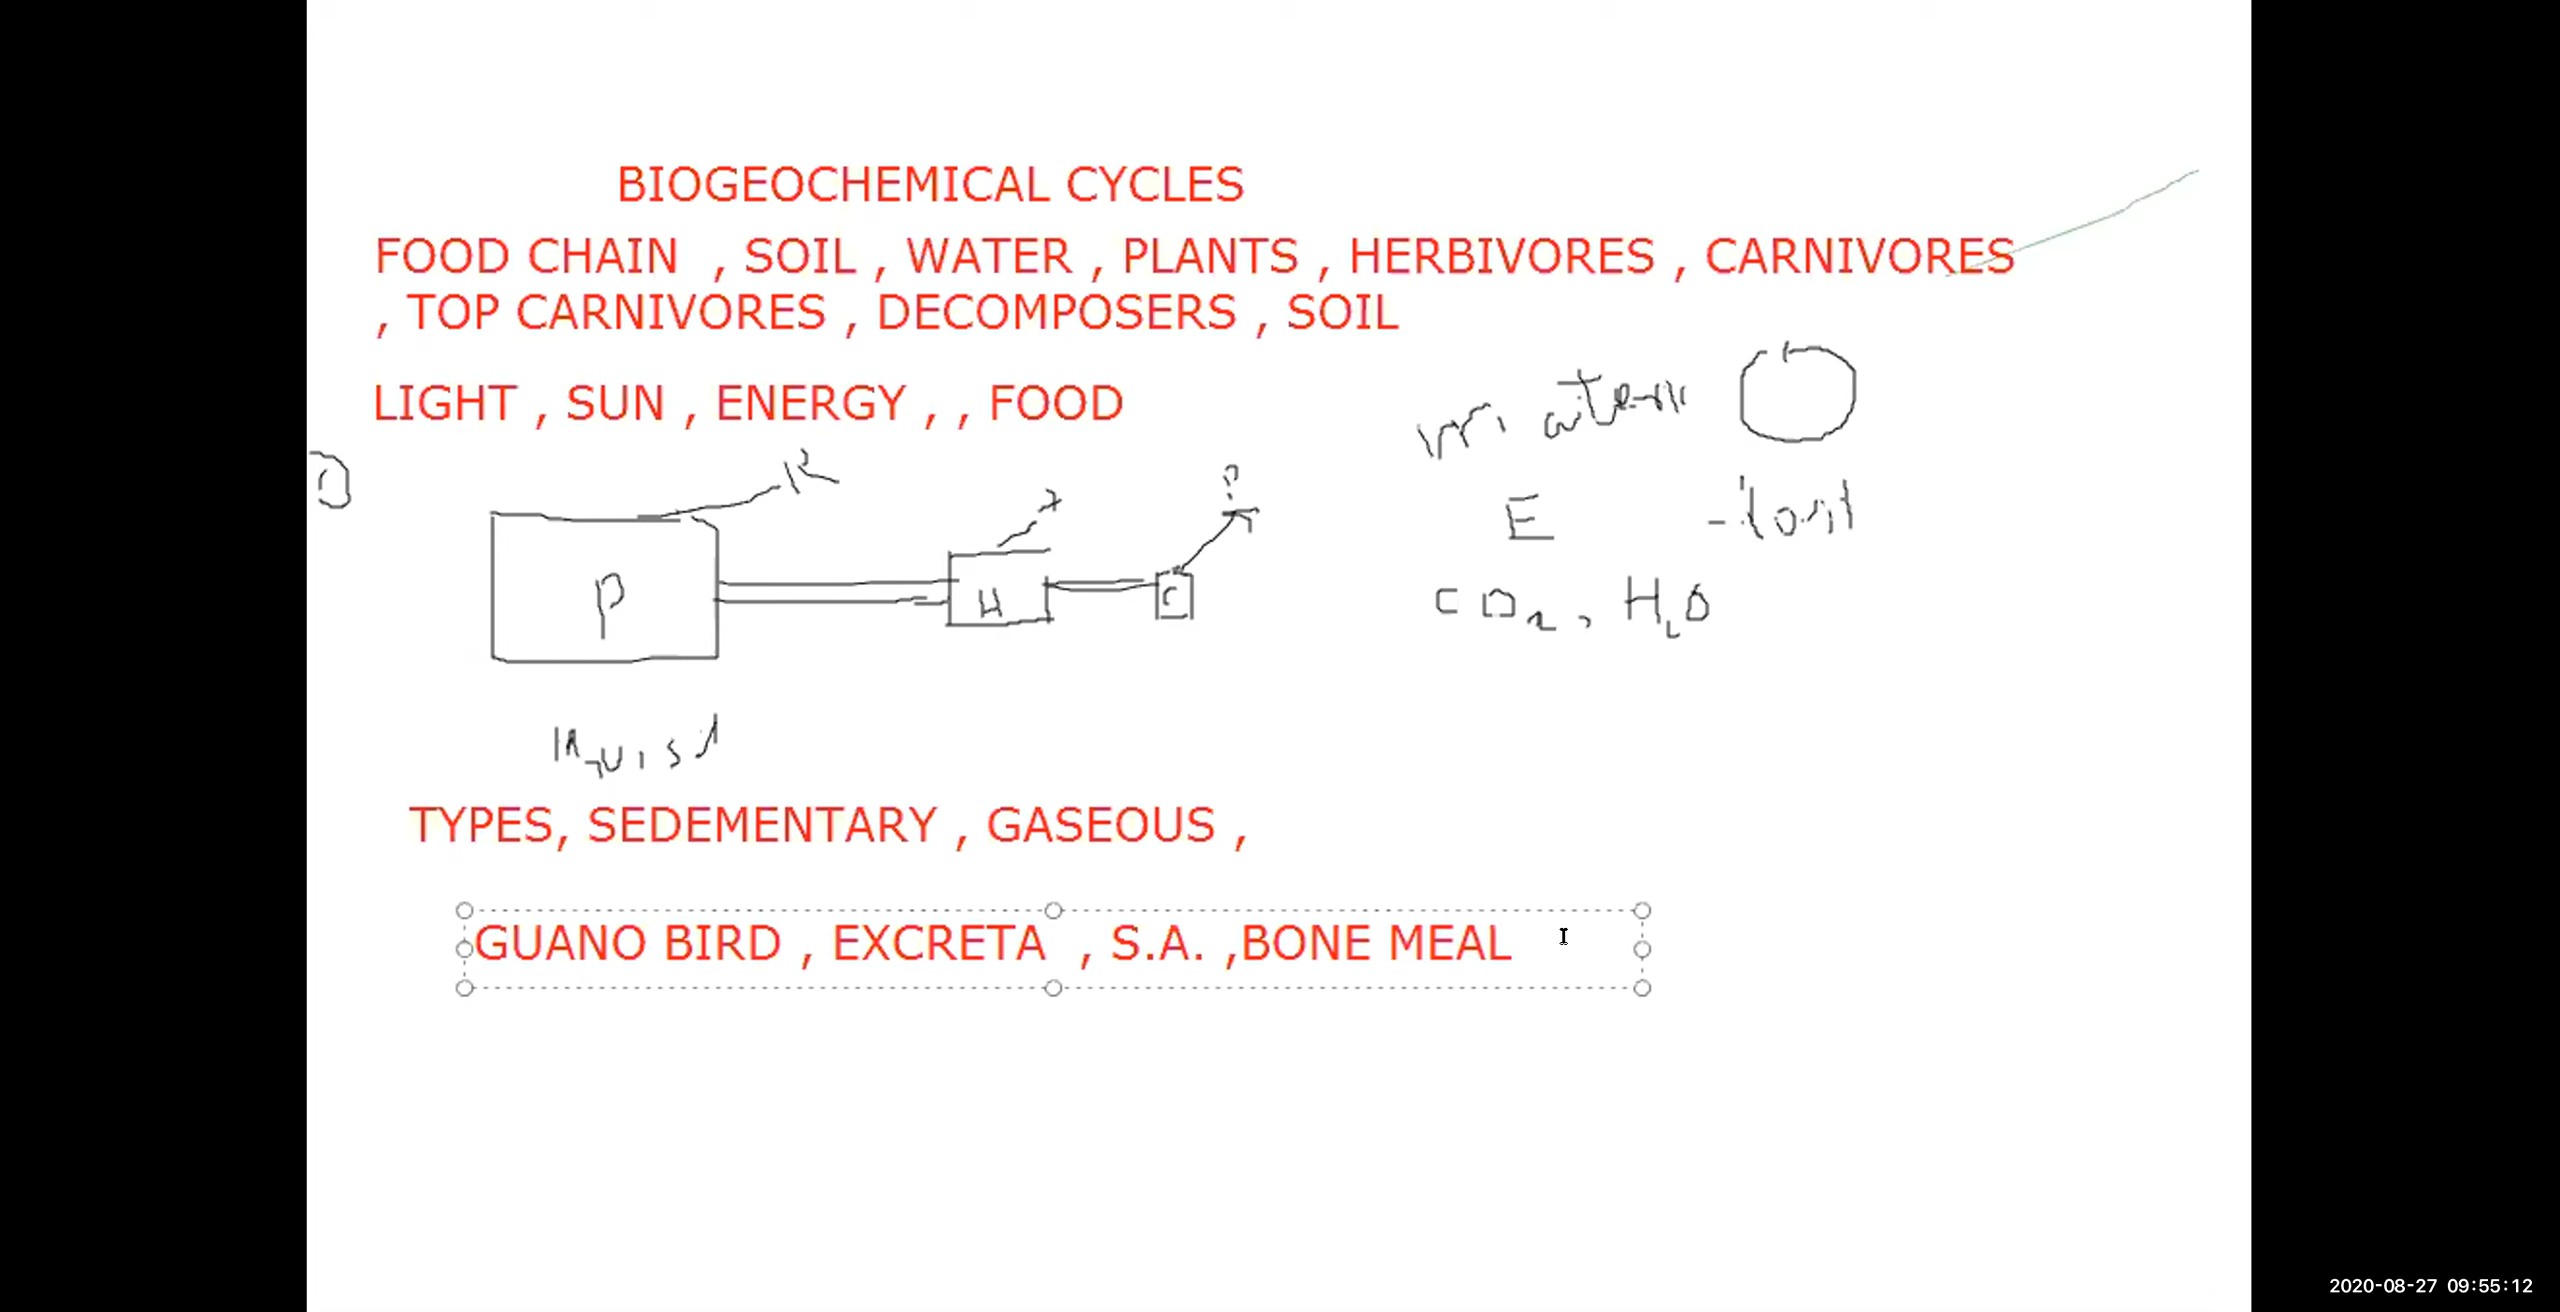 BIOGEOCHEMICAL CYCLES
FOOD CHAIN , SOIL , WATER , PLANTS , HERBIVORES , CARNIVORES
, TOP CARNIVORES , DECOMPOSERS , SOIL
LIGHT , SUN , ENERGY , , FOOD
R
P
H
C
E
CO2 , H2O
TYPES, SEDEMENTARY , GASEOUS ,
GUANO BIRD , EXCRETA , S.A. ,BONE MEAL
2020-08-27 09:55:12